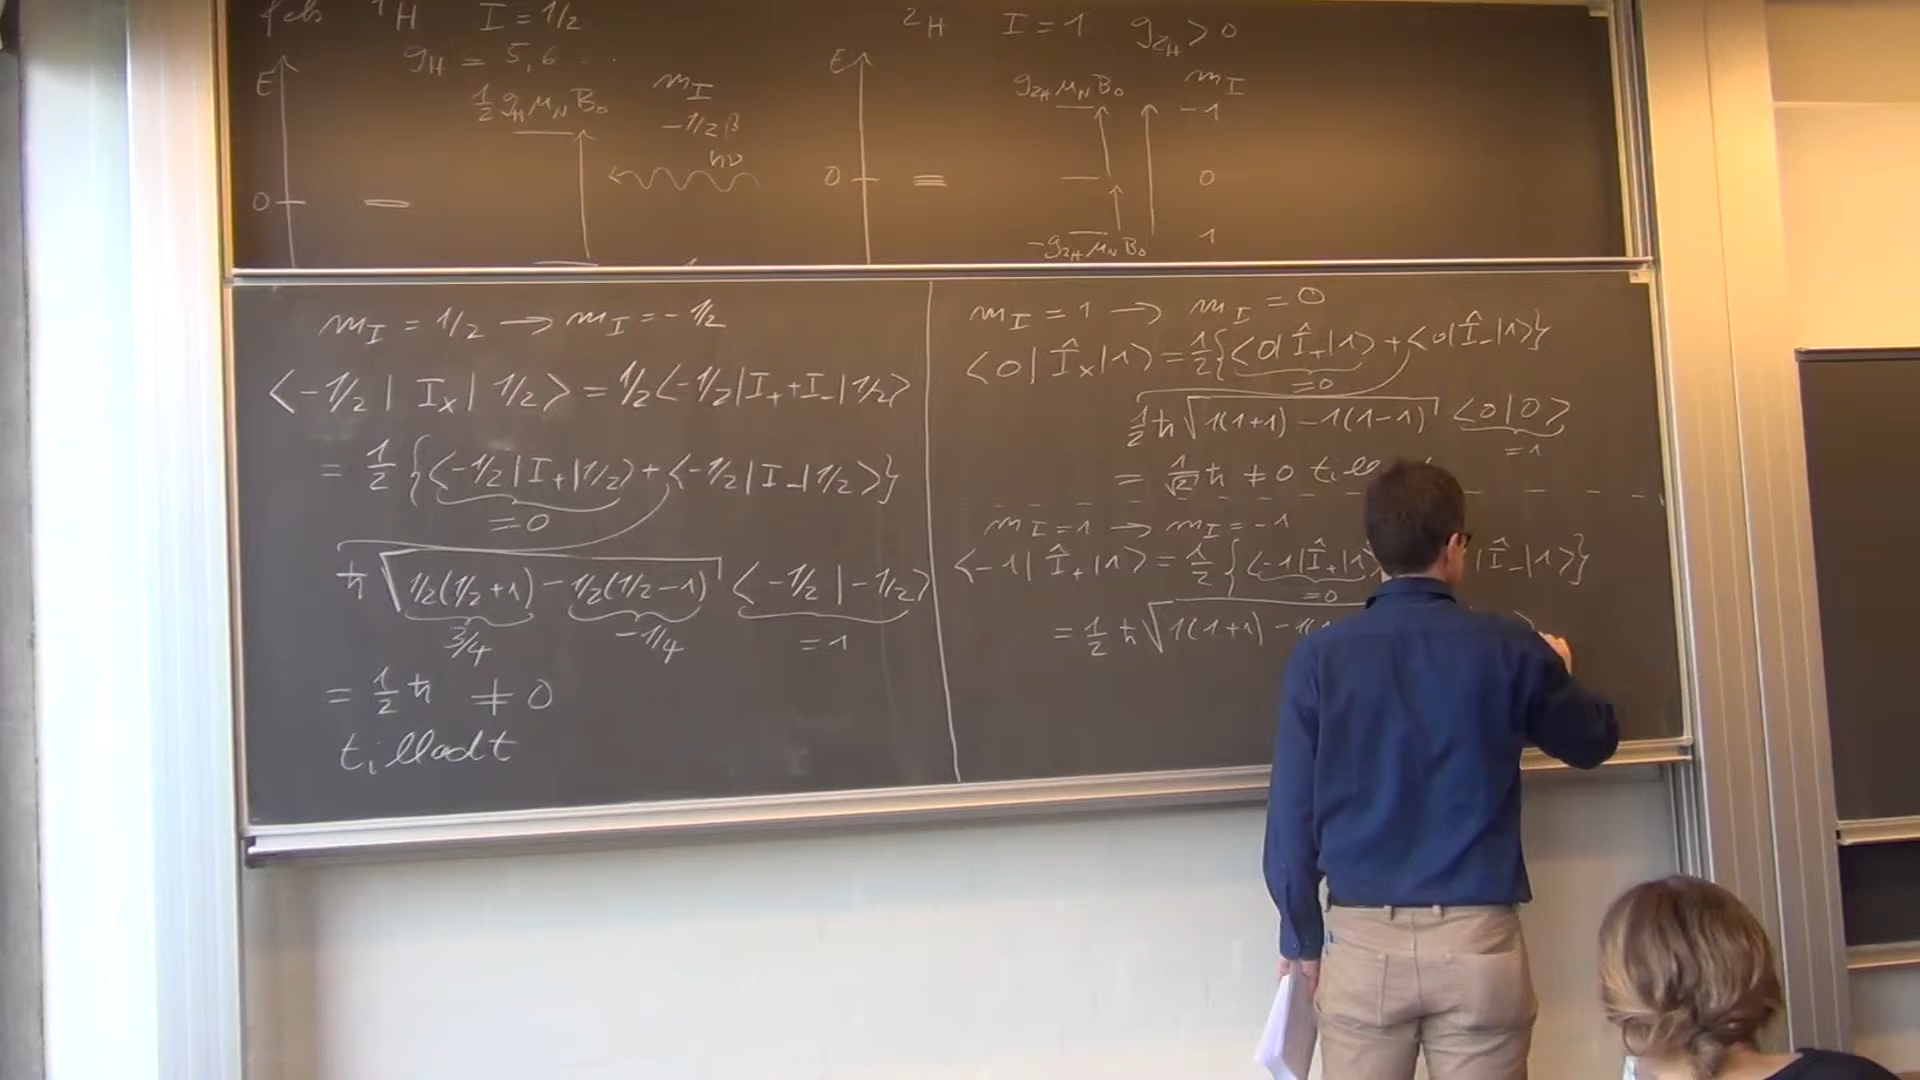 feks ¹H I = 1/2
g_H = 5,6 ...
E
½ g_H μ_N B₀
m_I
-1/2 β
hν
0
²H I = 1 g_²H > 0
E
g_²H μ_N B₀
m_I
-1
0
0
-g_²H μ_N B₀
1
m_I = 1/2 → m_I = -1/2
<-1/2 | I_x | 1/2> = 1/2 <-1/2 | I_+ + I_- | 1/2>
= ½ {<-1/2 | I_+ | 1/2> + <-1/2 | I_- | 1/2>}
= 0
ħ √(1/2(1/2+1) - 1/2(1/2-1)) <-1/2 | -1/2>
3/4 -1/4 = 1
= ½ ħ ≠ 0
tilladt
m_I = 1 → m_I = 0
<0| Î_x |1> = ½ {<0| Î_+ |1> + <0| Î_- |1>}
= 0
½ ħ √(1(1+1) - 1(1-1)) <0|0>
= 1
= 1/√2 ħ ≠ 0
m_I = 1 → m_I = -1
<-1| Î_+ |1> = ½ {<-1| Î_+ |1> Î_- |1>}
= 0
= ½ ħ √(1(1+1) - 1(1